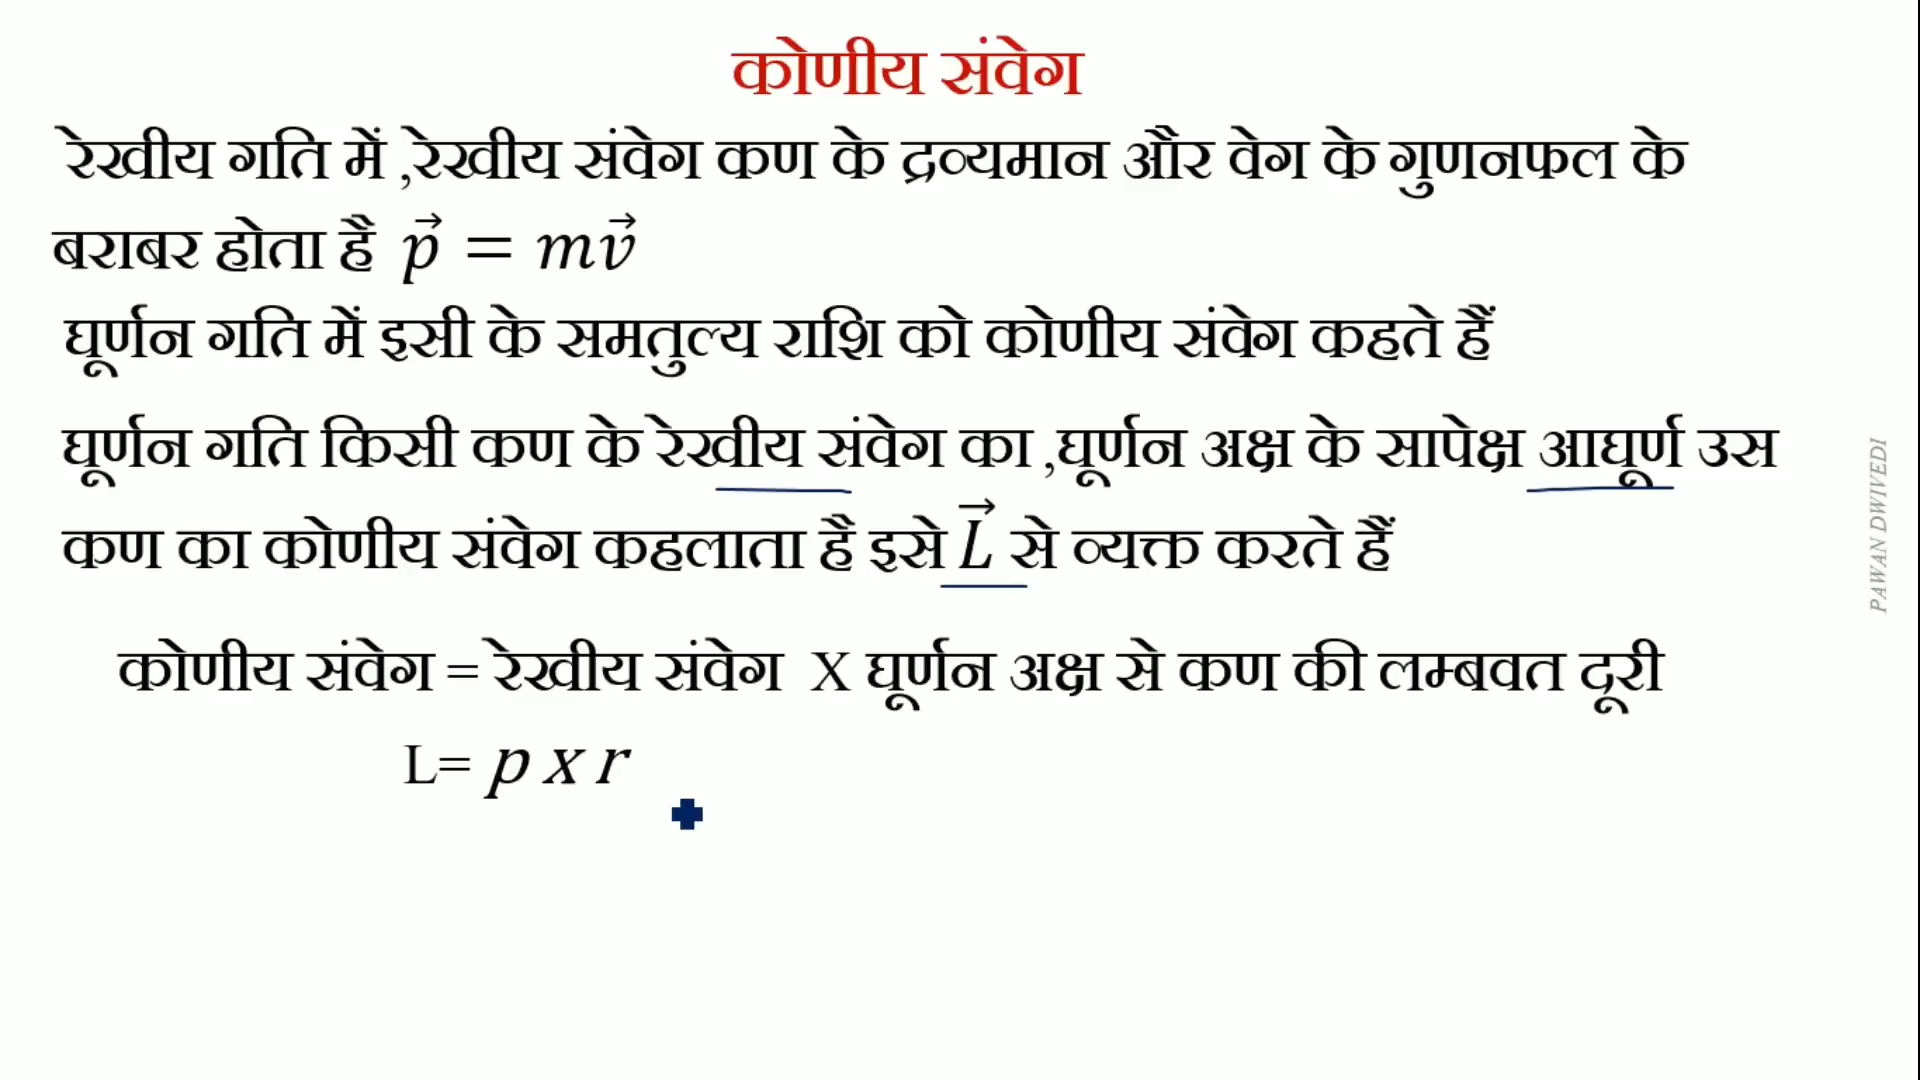 कोणीय संवेग
रेखीय गति में ,रेखीय संवेग कण के द्रव्यमान और वेग के गुणनफल के
बराबर होता है $\vec{p} = m\vec{v}$
घूर्णन गति में इसी के समतुल्य राशि को कोणीय संवेग कहते हैं
घूर्णन गति किसी कण के रेखीय संवेग का ,घूर्णन अक्ष के सापेक्ष आघूर्ण उस
कण का कोणीय संवेग कहलाता है इसे $\vec{L}$ से व्यक्त करते हैं
कोणीय संवेग = रेखीय संवेग X घूर्णन अक्ष से कण की लम्बवत दूरी
L= p x r
PAWAN DWIVEDI